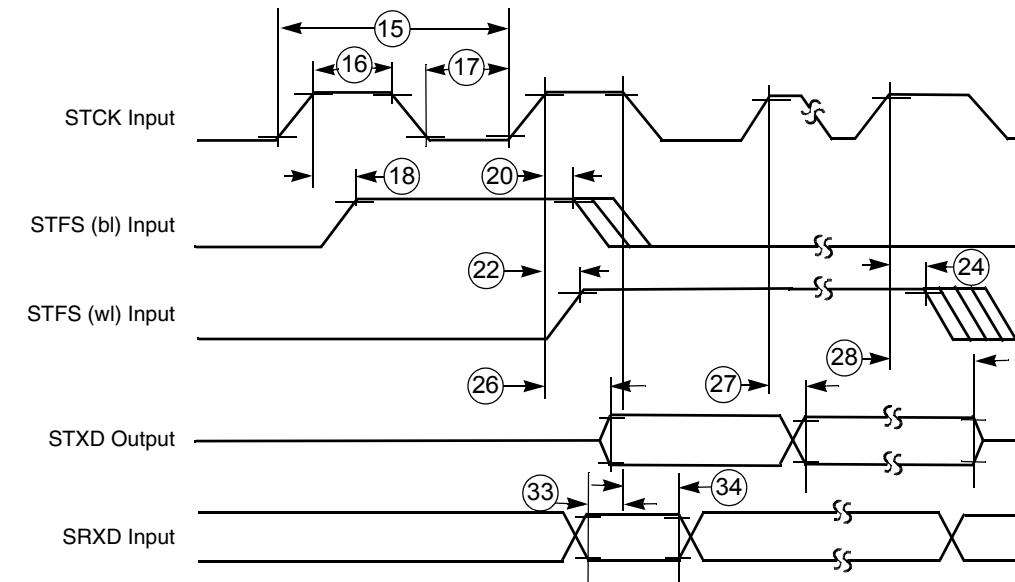 15
16
17
STCK Input
18
20
STFS (bl) Input
22
24
STFS (wl) Input
26
27
28
STXD Output
33
34
SRXD Input